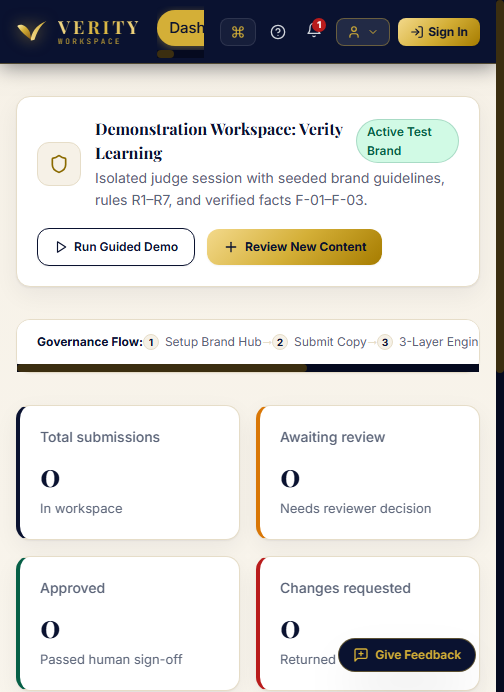 VERITY
WORKSPACE
Dash
1
Sign In
Demonstration Workspace: Verity
Learning
Active Test
Brand
Isolated judge session with seeded brand guidelines,
rules R1–R7, and verified facts F-01–F-03.
Run Guided Demo
Review New Content
Governance Flow: 1 Setup Brand Hub → 2 Submit Copy → 3 3-Layer Engin
Total submissions
0
In workspace
Awaiting review
0
Needs reviewer decision
Approved
0
Passed human sign-off
Changes requested
0
Returned
Give Feedback